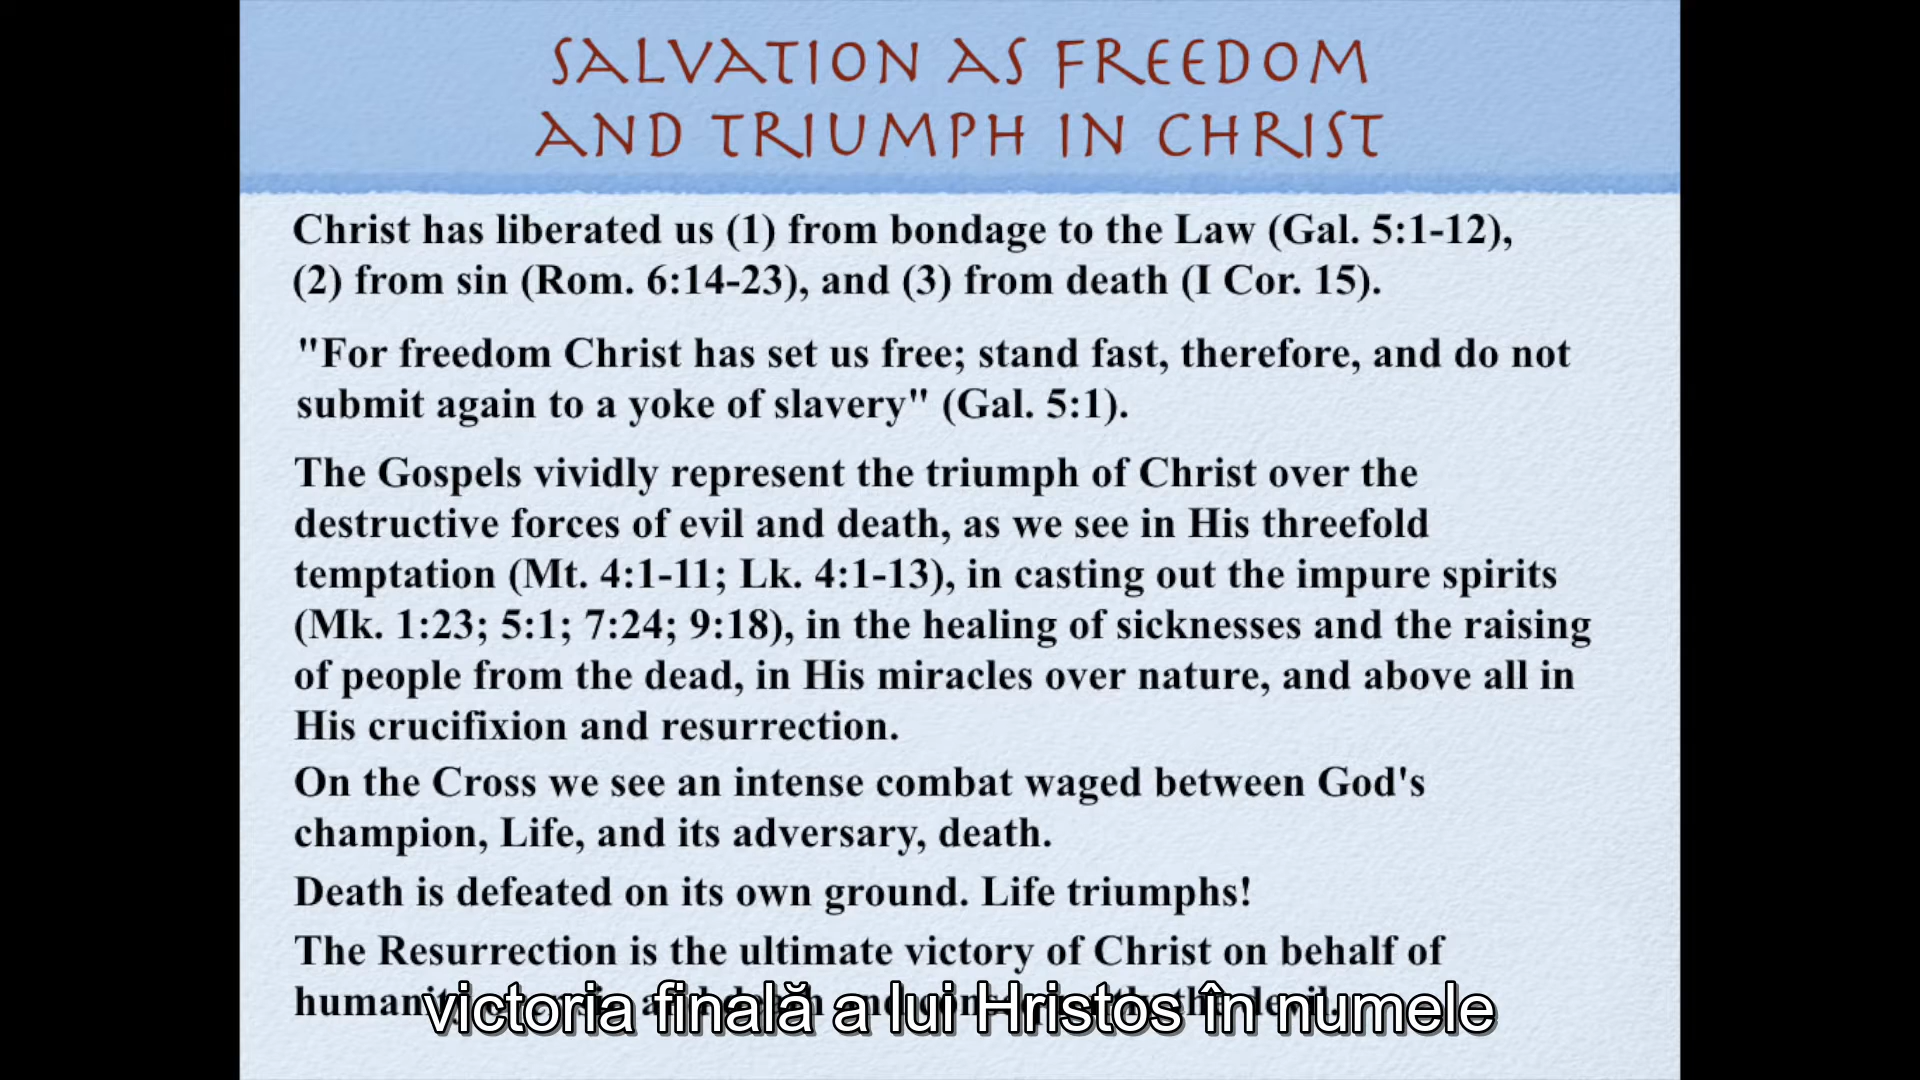 SALVATION AS FREEDOM
AND TRIUMPH IN CHRIST
Christ has liberated us (1) from bondage to the Law (Gal. 5:1-12),
(2) from sin (Rom. 6:14-23), and (3) from death (I Cor. 15).
"For freedom Christ has set us free; stand fast, therefore, and do not
submit again to a yoke of slavery" (Gal. 5:1).
The Gospels vividly represent the triumph of Christ over the
destructive forces of evil and death, as we see in His threefold
temptation (Mt. 4:1-11; Lk. 4:1-13), in casting out the impure spirits
(Mk. 1:23; 5:1; 7:24; 9:18), in the healing of sicknesses and the raising
of people from the dead, in His miracles over nature, and above all in
His crucifixion and resurrection.
On the Cross we see an intense combat waged between God's
champion, Life, and its adversary, death.
Death is defeated on its own ground. Life triumphs!
The Resurrection is the ultimate victory of Christ on behalf of
victoria finală a lui Hristos în numele